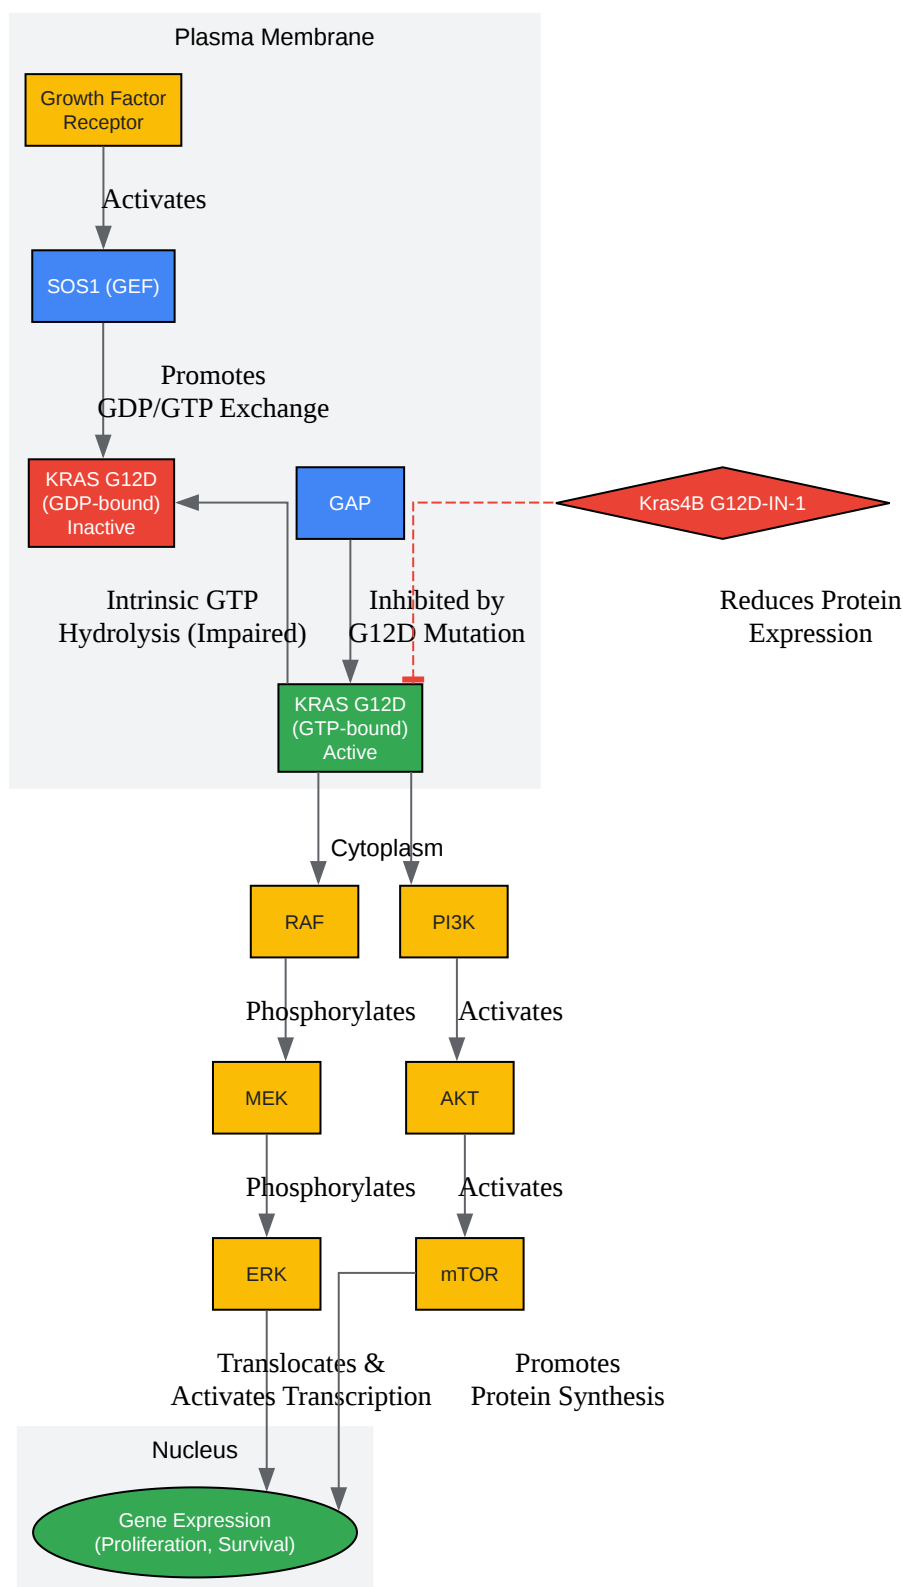 Plasma Membrane
Growth Factor
Receptor
Activates
SOS1 (GEF)
Promotes
GDP/GTP Exchange
KRAS G12D
(GDP-bound)
Inactive
GAP
Kras4B G12D-IN-1
Intrinsic GTP
Hydrolysis (Impaired)
Inhibited by
G12D Mutation
Reduces Protein
Expression
KRAS G12D
(GTP-bound)
Active
Cytoplasm
RAF
PI3K
Phosphorylates
Activates
MEK
AKT
Phosphorylates
Activates
ERK
mTOR
Translocates &
Activates Transcription
Promotes
Protein Synthesis
Nucleus
Gene Expression
(Proliferation, Survival)